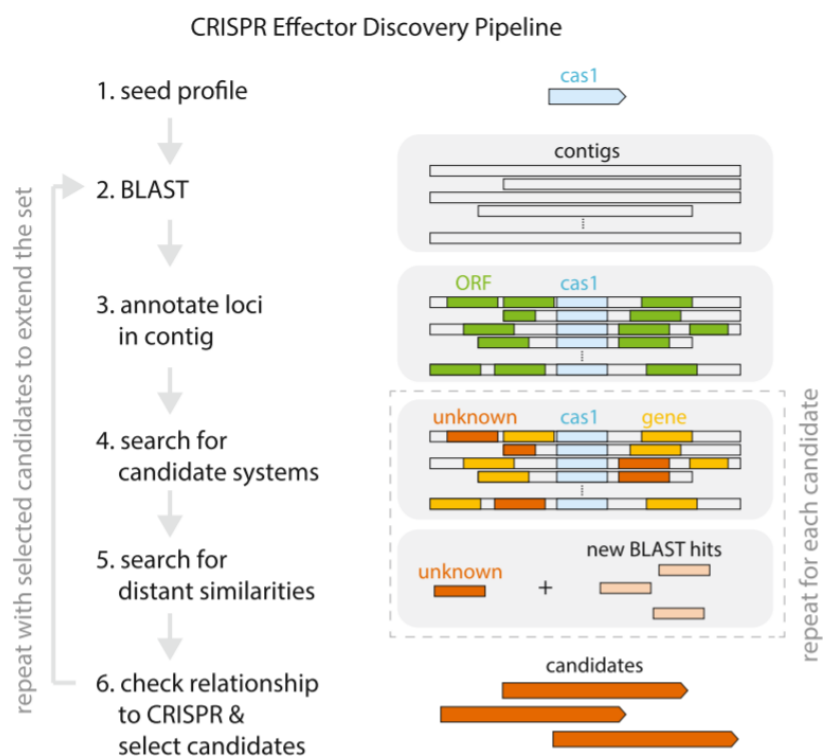 CRISPR Effector Discovery Pipeline
1. seed profile
cas1
2. BLAST
contigs
3. annotate loci
in contig
ORF
cas1
4. search for
candidate systems
unknown
cas1
gene
5. search for
distant similarities
unknown
+
new BLAST hits
6. check relationship
to CRISPR &
select candidates
candidates
repeat with selected candidates to extend the set
repeat for each candidate